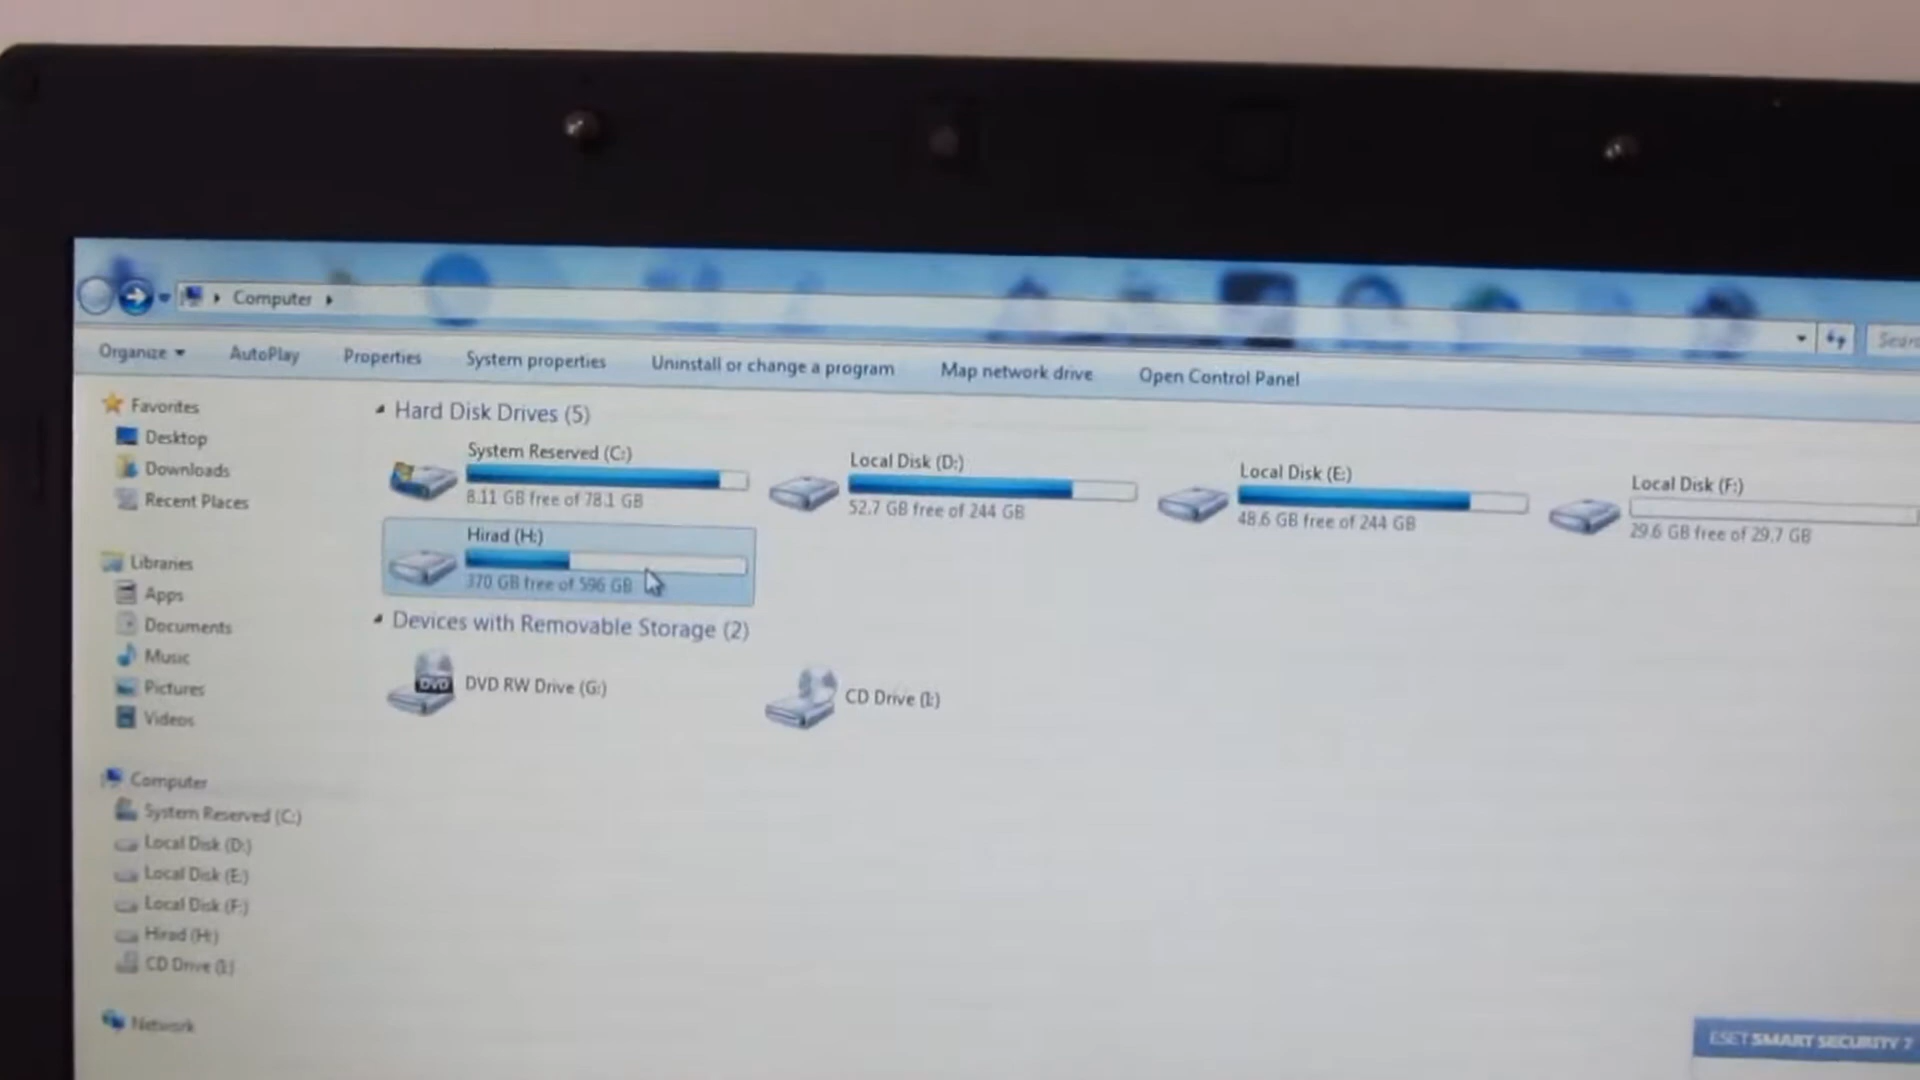 Computer
Organize
AutoPlay
Properties
System properties
Uninstall or change a program
Map network drive
Open Control Panel
Favorites
Desktop
Downloads
Recent Places
Libraries
Apps
Documents
Music
Pictures
Videos
Computer
System Reserved (C:)
Local Disk (D:)
Local Disk (E:)
Local Disk (F:)
Hirad (H:)
CD Drive (I:)
Network
Hard Disk Drives (5)
System Reserved (C:)
8.11 GB free of 78.1 GB
Local Disk (D:)
52.7 GB free of 244 GB
Local Disk (E:)
48.6 GB free of 244 GB
Local Disk (F:)
29.6 GB free of 29.7 GB
Hirad (H:)
370 GB free of 596 GB
Devices with Removable Storage (2)
DVD RW Drive (G:)
DVD
CD Drive (I:)
ESET SMART SECURITY 7